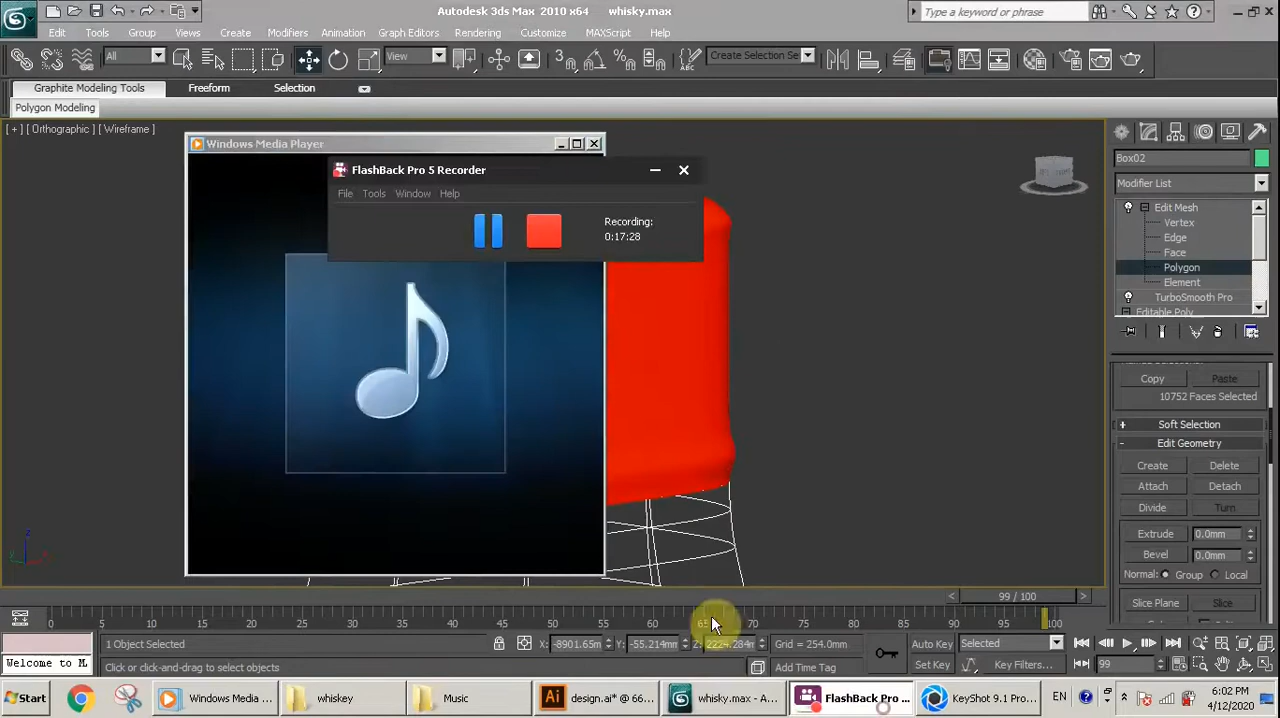 Autodesk 3ds Max 2010 x64 whisky.max
Type a keyword or phrase
Edit Tools Group Views Create Modifiers Animation Graph Editors Rendering Customize MAXScript Help
All View Create Selection Se
Graphite Modeling Tools Freeform Selection
Polygon Modeling
[ + ] [ Orthographic ] [ Wireframe ]
Windows Media Player
FlashBack Pro 5 Recorder
File Tools Window Help
Recording:
0:17:28
Box02
Modifier List
Edit Mesh
Vertex
Edge
Face
Polygon
Element
TurboSmooth Pro
Editable Poly
Copy Paste
10752 Faces Selected
Soft Selection
Edit Geometry
Create Delete
Attach Detach
Divide Turn
Extrude 0.0mm
Bevel 0.0mm
Normal: Group Local
Slice Plane Slice
99 / 100
0 5 10 15 20 25 30 35 40 45 50 55 60 65 70 75 80 85 90 95 100
1 Object Selected X: -8901.65m Y: -55.214mm Z: 2224.284m Grid = 254.0mm Auto Key Selected
Welcome to M Click or click-and-drag to select objects Add Time Tag Set Key Key Filters... 99
Start Windows Media ... whiskey Music design.ai* @ 66... whisky.max - A... FlashBack Pro ... KeyShot 9.1 Pro... EN 6:02 PM
4/12/2020